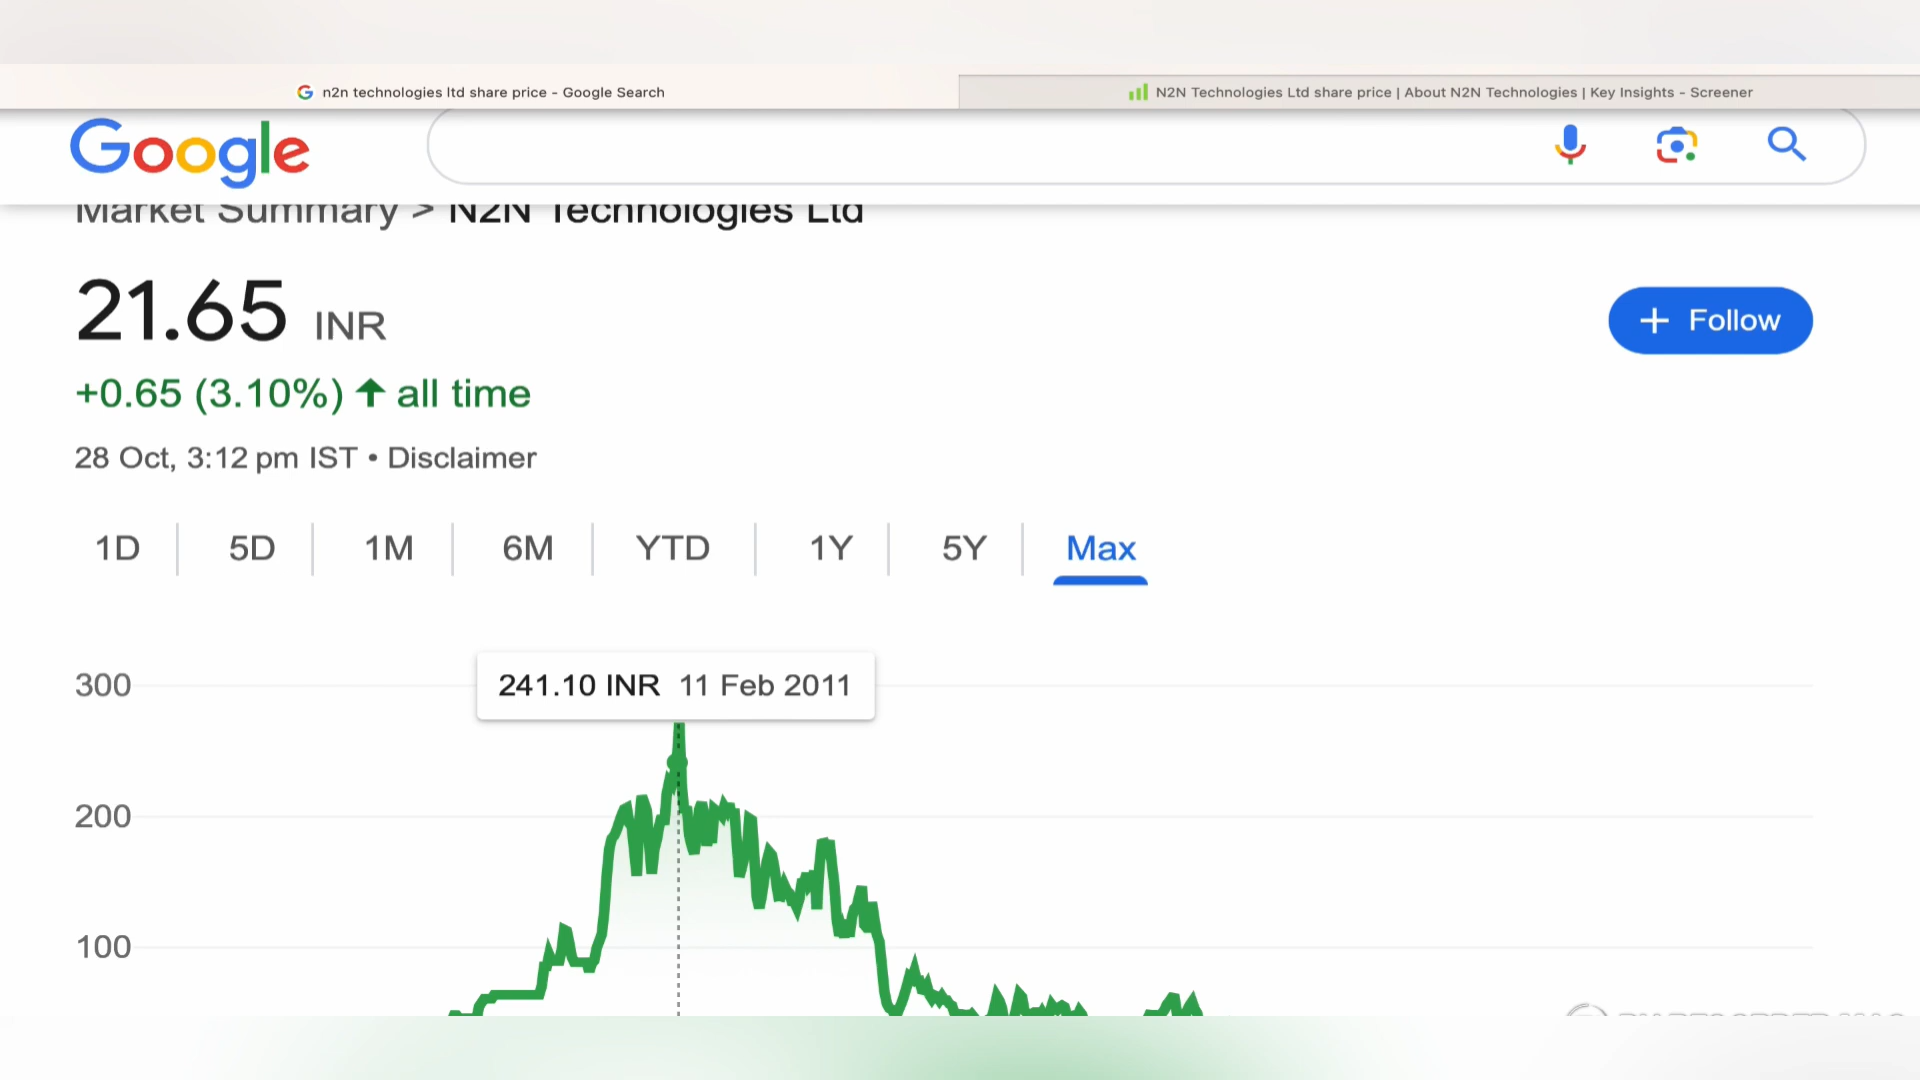 n2n technologies ltd share price - Google Search
N2N Technologies Ltd share price | About N2N Technologies | Key Insights - Screener
Google
Market Summary > N2N Technologies Ltd
21.65 INR
+ Follow
+0.65 (3.10%) ↑ all time
28 Oct, 3:12 pm IST • Disclaimer
1D 5D 1M 6M YTD 1Y 5Y Max
241.10 INR 11 Feb 2011
300
200
100